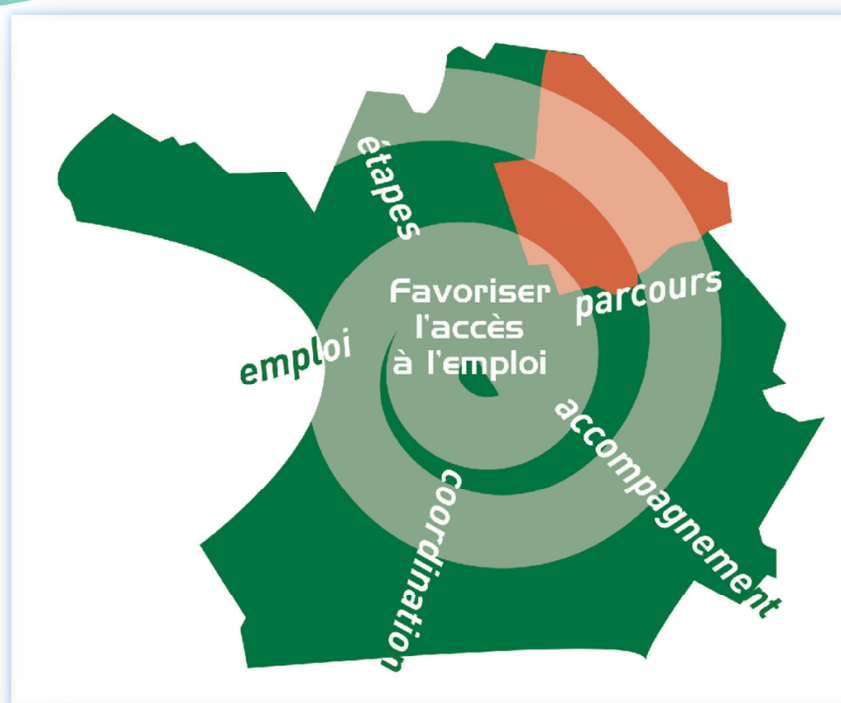 étapes
Favoriser
l'accès
à l'emploi
parcours
emploi
accompagnement
coordination